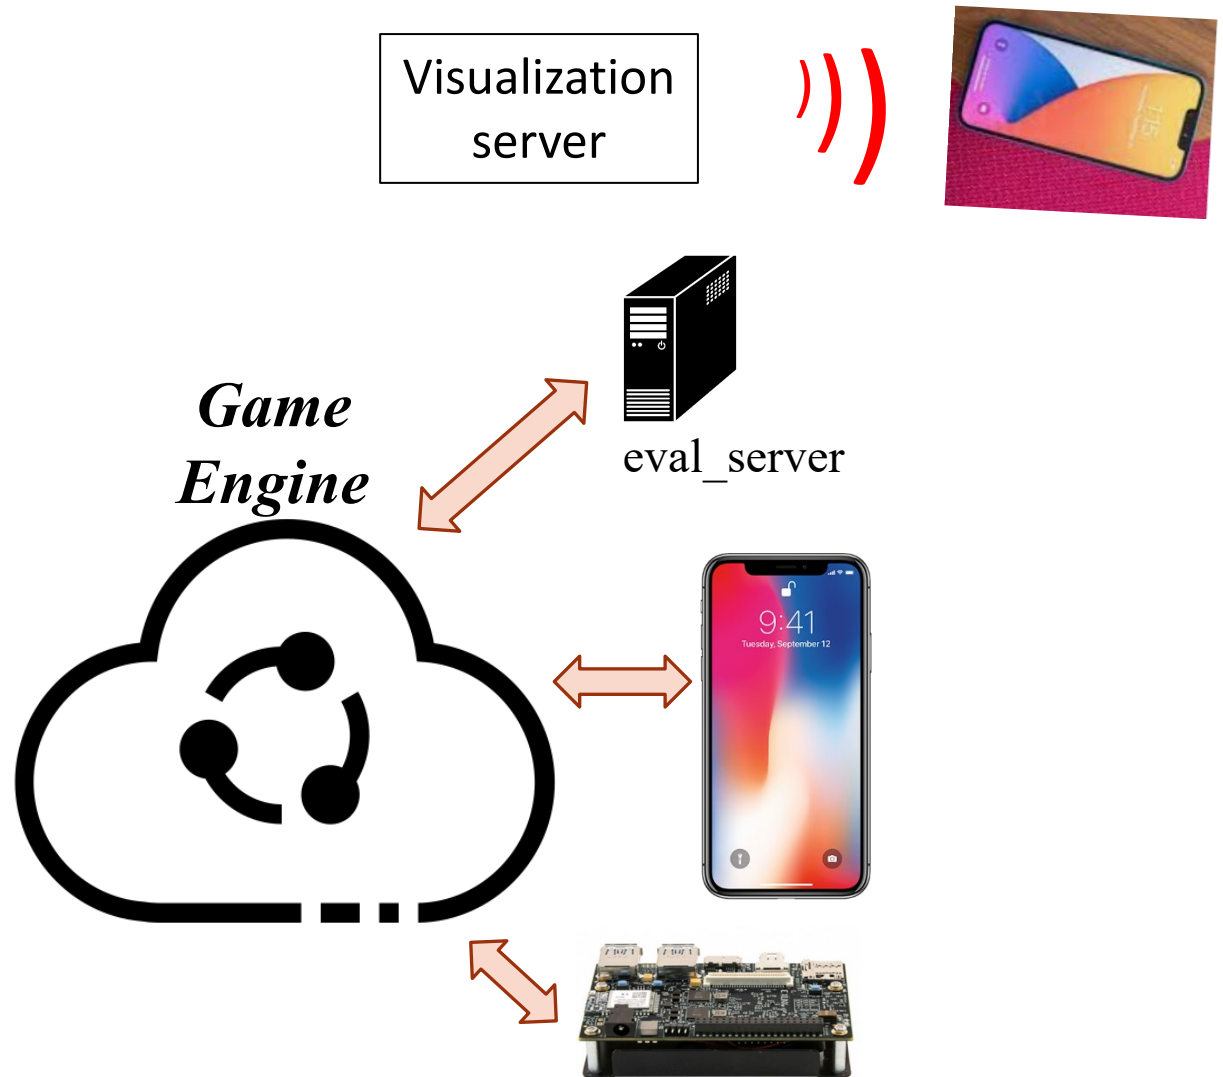 Visualization
server
Game
Engine
eval_server
9:41
Tuesday, September 12